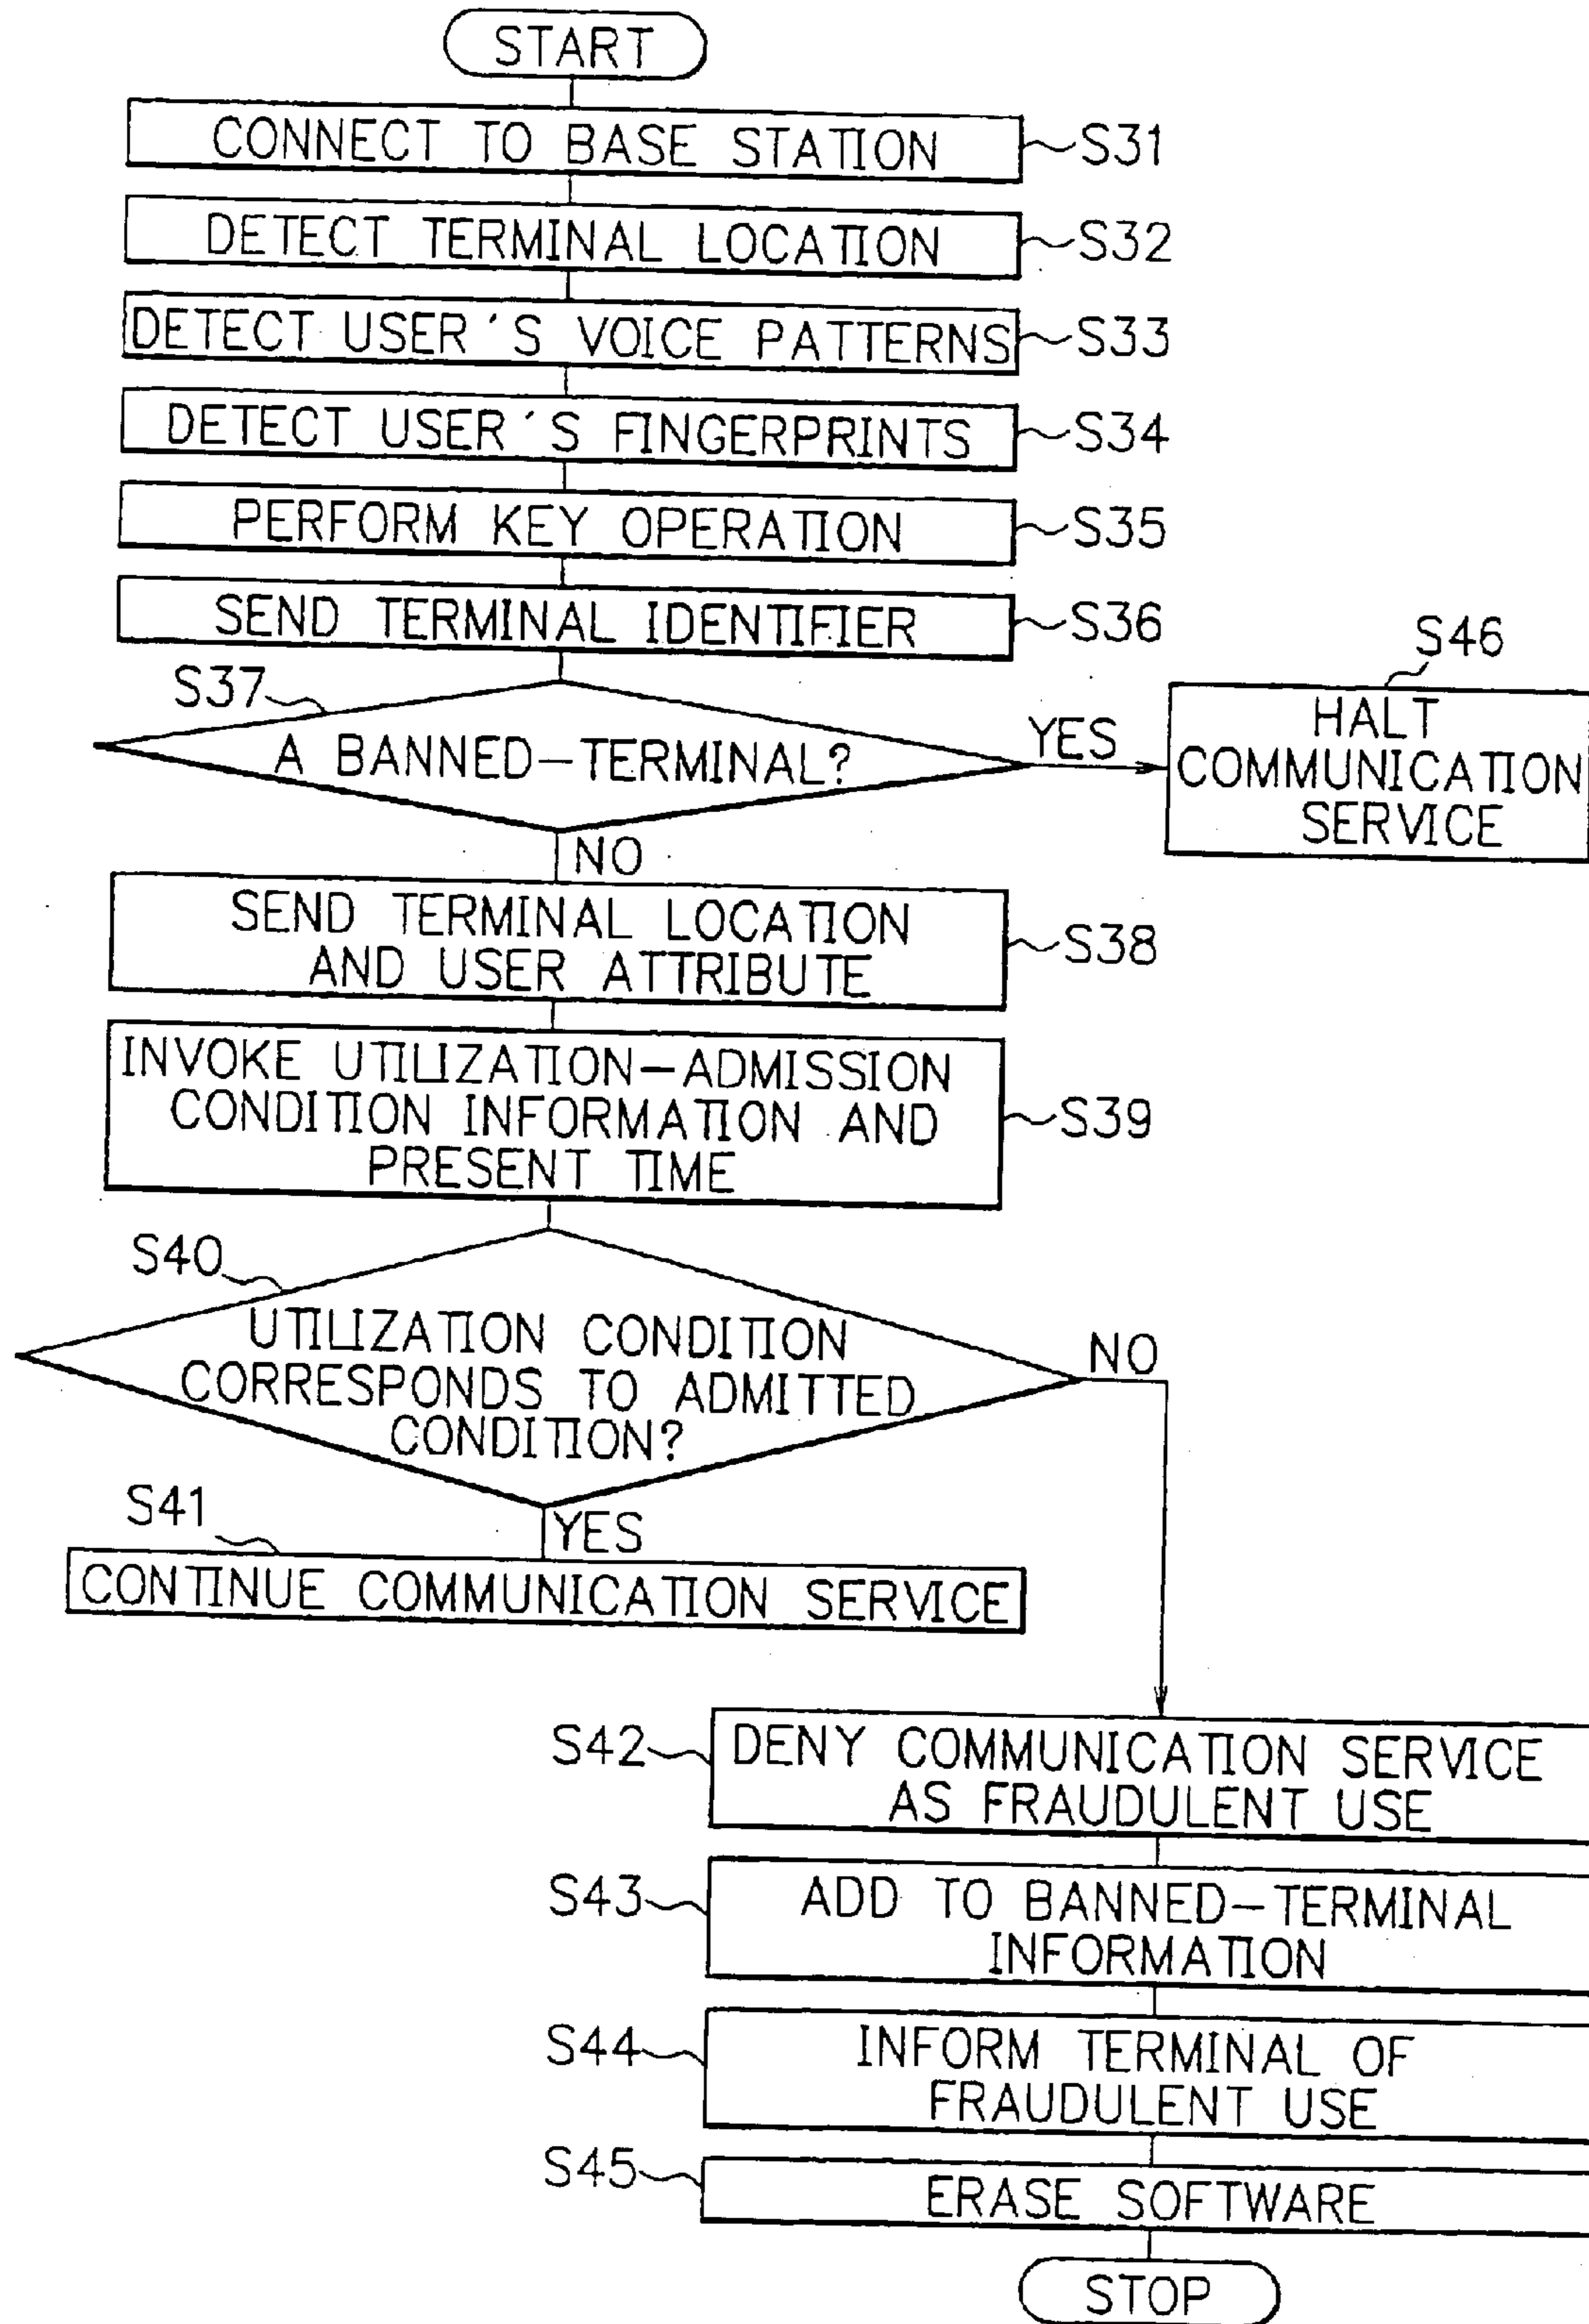 START
CONNECT TO BASE STATION
S31
DETECT TERMINAL LOCATION
S32
DETECT USER'S VOICE PATTERNS
S33
DETECT USER'S FINGERPRINTS
S34
PERFORM KEY OPERATION
S35
SEND TERMINAL IDENTIFIER
S36
S37
A BANNED-TERMINAL?
YES
S46
HALT
COMMUNICATION
SERVICE
NO
SEND TERMINAL LOCATION
AND USER ATTRIBUTE
S38
INVOKE UTILIZATION-ADMISSION
CONDITION INFORMATION AND
PRESENT TIME
S39
S40
UTILIZATION CONDITION
CORRESPONDS TO ADMITTED
CONDITION?
NO
YES
S41
CONTINUE COMMUNICATION SERVICE
S42
DENY COMMUNICATION SERVICE
AS FRAUDULENT USE
S43
ADD TO BANNED-TERMINAL
INFORMATION
S44
INFORM TERMINAL OF
FRAUDULENT USE
S45
ERASE SOFTWARE
STOP